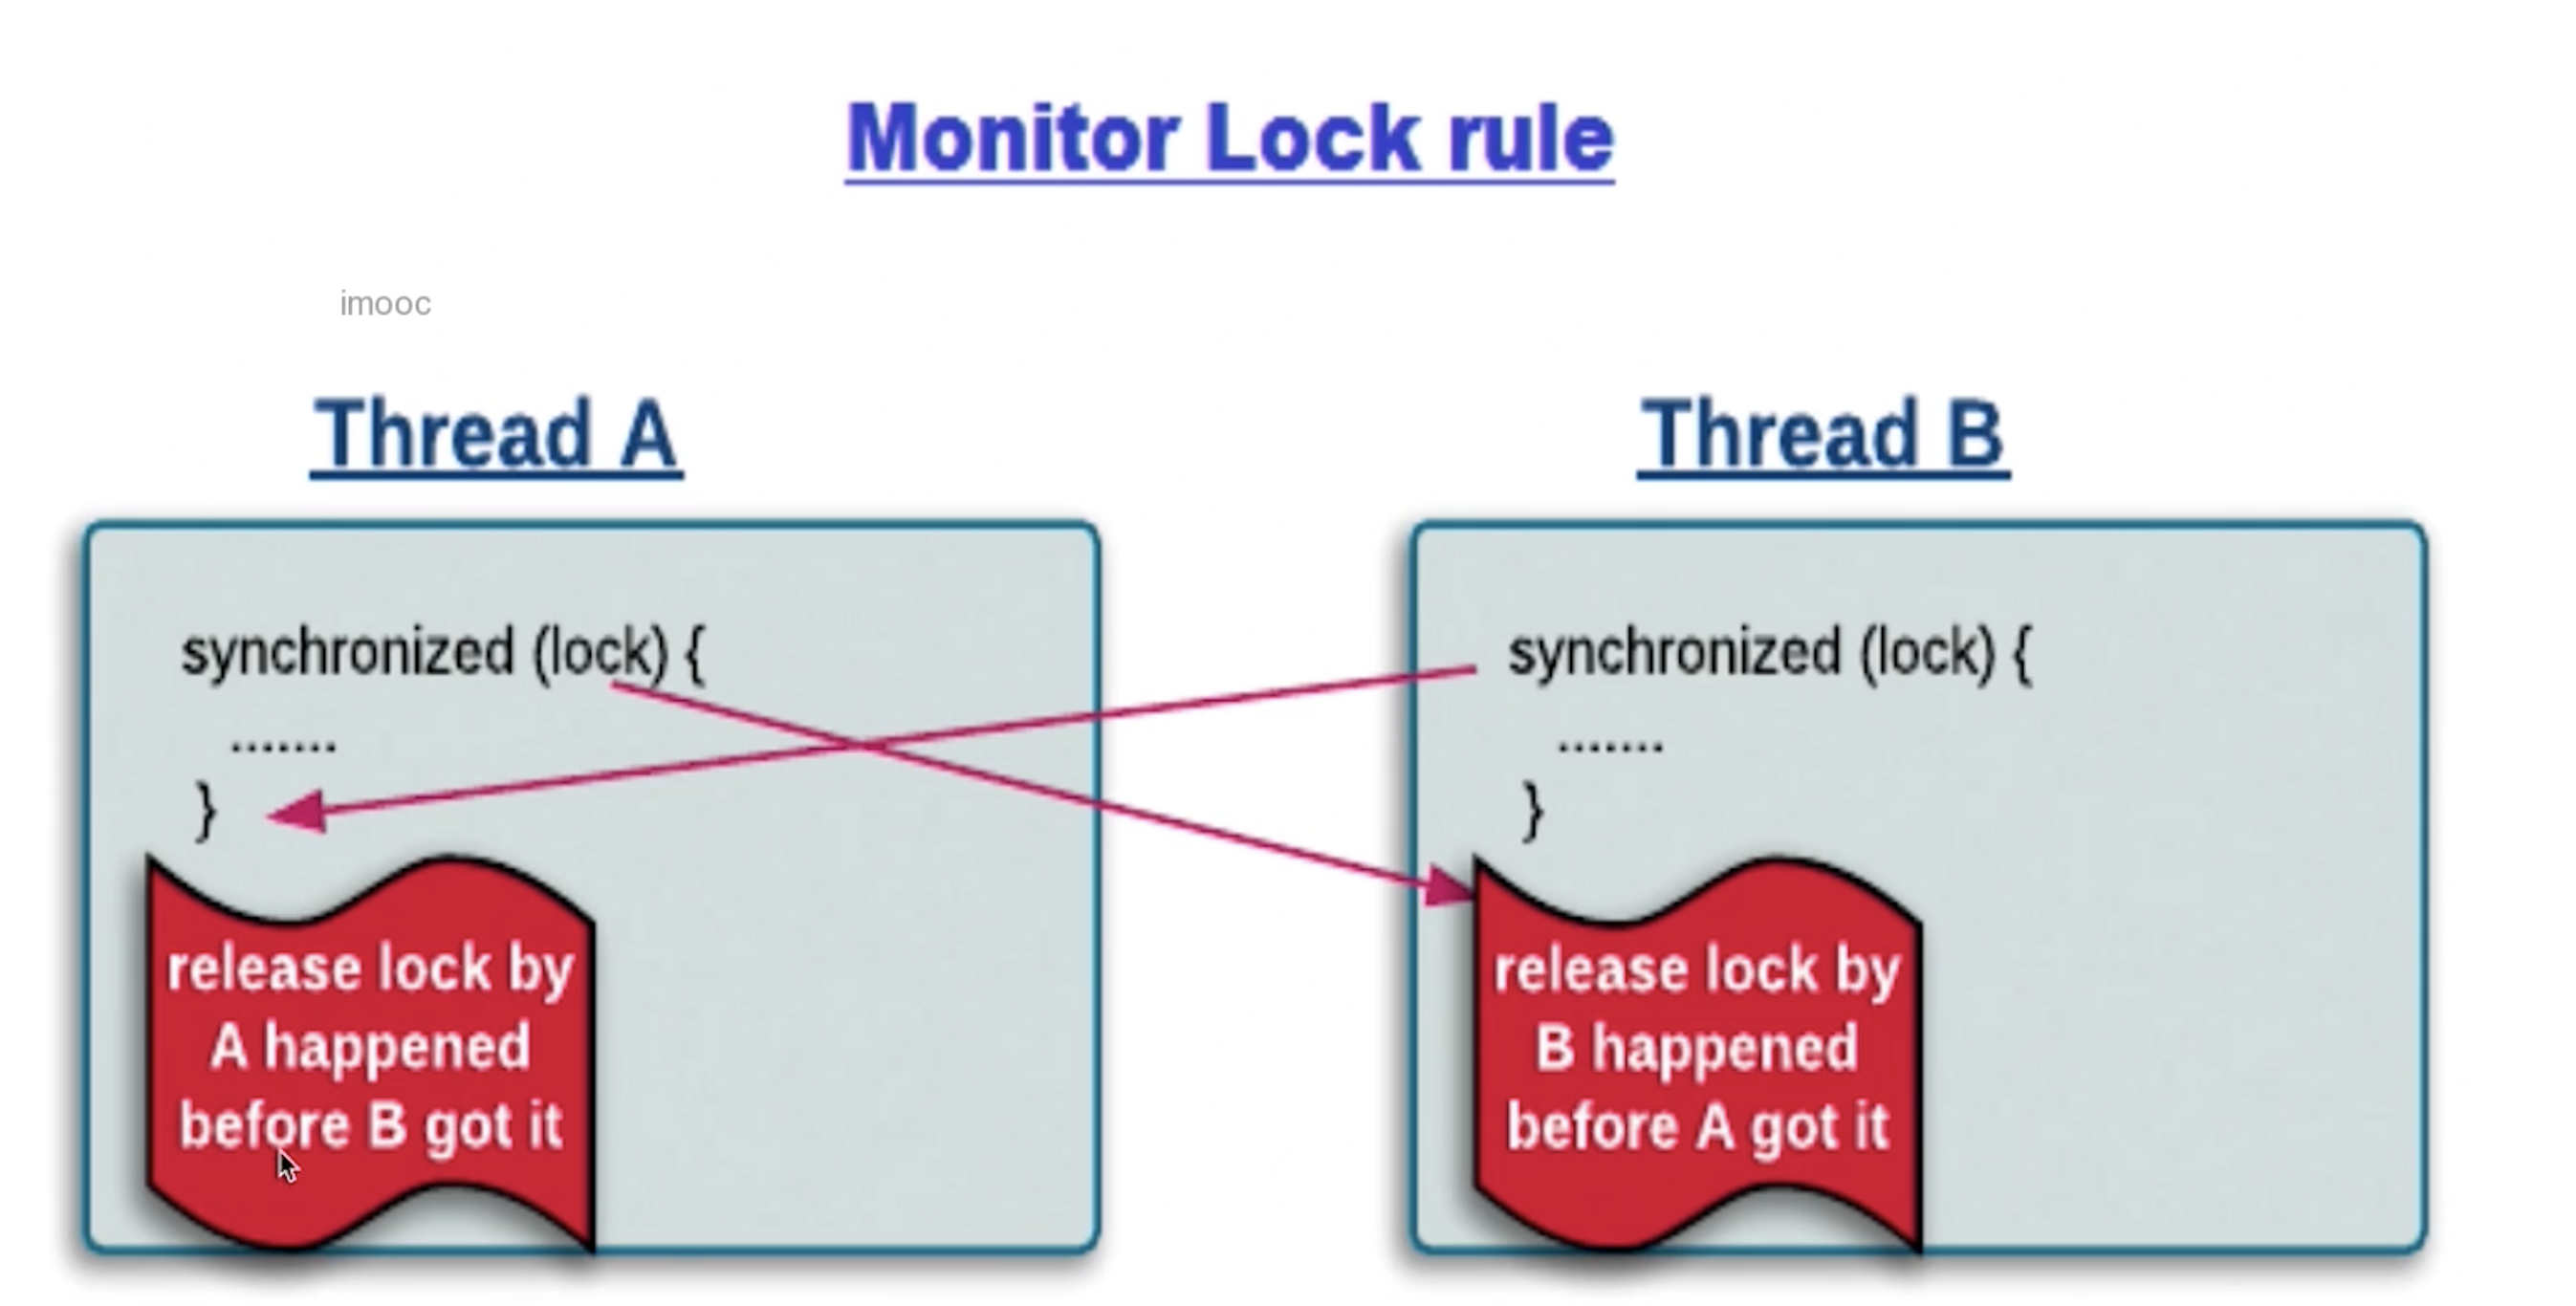 Monitor Lock rule
imooc
Thread A
synchronized (lock) {
.......
}
release lock by
A happened
before B got it
Thread B
synchronized (lock) {
.......
}
release lock by
B happened
before A got it